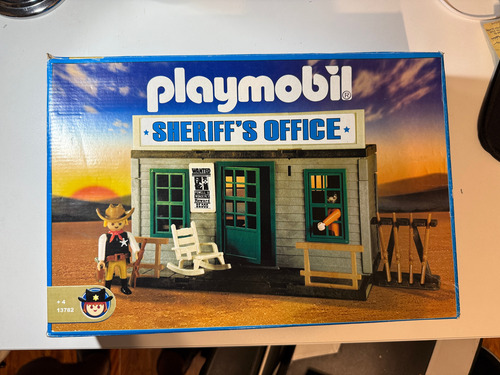 playmobil®
SHERIFF'S OFFICE
WANTED
Reward
+4
13782